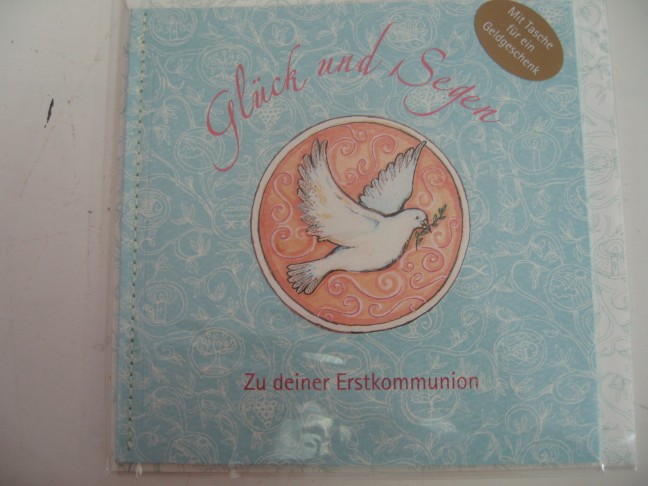 Mit Tasche
für ein
Geldgeschenk
Glück und Segen
Zu deiner Erstkommunion